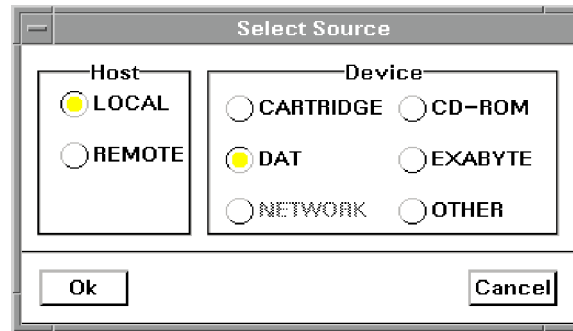 Select Source
Host
LOCAL
REMOTE
Device
CARTRIDGE
CD-ROM
DAT
EXABYTE
NETWORK
OTHER
Ok
Cancel